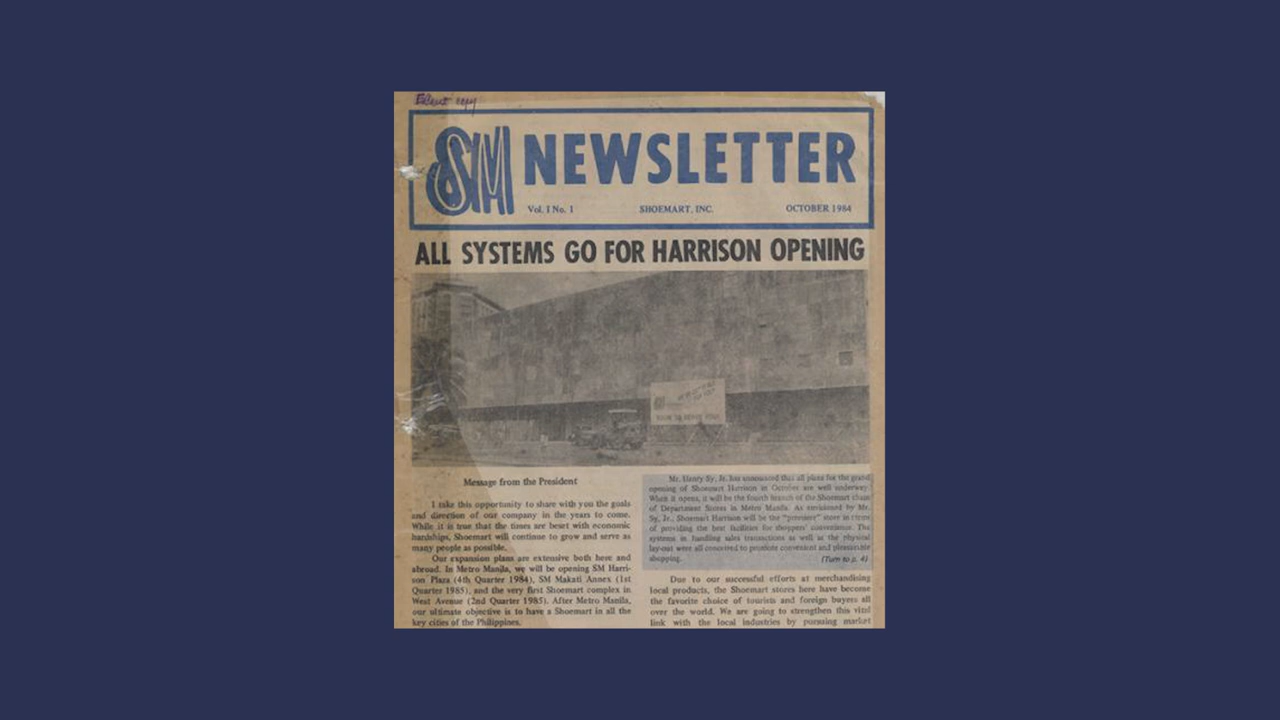 SM NEWSLETTER
Vol. I No. 1 SHOEMART, INC. OCTOBER 1984
ALL SYSTEMS GO FOR HARRISON OPENING
Message from the President
I take this opportunity to share with you the goals
and direction of our company in the years to come.
While it is true that the times are beset with economic
hardships, Shoemart will continue to grow and serve as
many people as possible.
Our expansion plans are extensive both here and
abroad. In Metro Manila, we will be opening SM Harri-
son Plaza (4th Quarter 1984), SM Makati Annex (1st
Quarter 1985), and the very first Shoemart complex in
West Avenue (2nd Quarter 1985). After Metro Manila,
our ultimate objective is to have a Shoemart in all the
key cities of the Philippines.
Mr. Henry Sy, Jr. has announced that all plans for the grand
opening of Shoemart Harrison in October are well underway.
When it opens, it will be the fourth branch of the Shoemart chain
of Department Stores in Metro Manila. As envisioned by Mr.
Sy, Jr., Shoemart Harrison will be the "premiere" store in terms
of providing the best facilities for shoppers' convenience. The
systems in handling sales transactions as well as the physical
lay-out were all conceived to promote convenient and pleasurable
shopping. (Turn to p. 4)
Due to our successful efforts at merchandising
local products, the Shoemart stores here have become
the favorite choice of tourists and foreign buyers all
over the world. We are going to strengthen this vital
link with the local industries by pursuing market